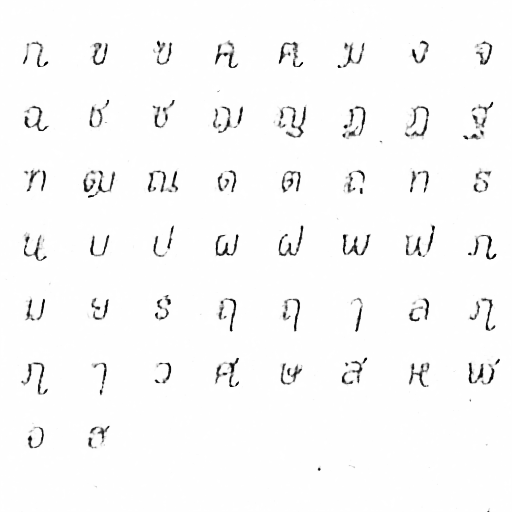 ก ข ฃ ค ฅ ฆ ง จ
ฉ ช ซ ฌ ญ ฎ ฏ ฐ
ฑ ฒ ณ ด ต ถ ท ธ
น บ ป ผ ฝ พ ฟ ภ
ม ย ร ฤ ฤ ๅ ล ฦ
ฦ ๅ ว ศ ษ ส ห ฬ
อ ฮ